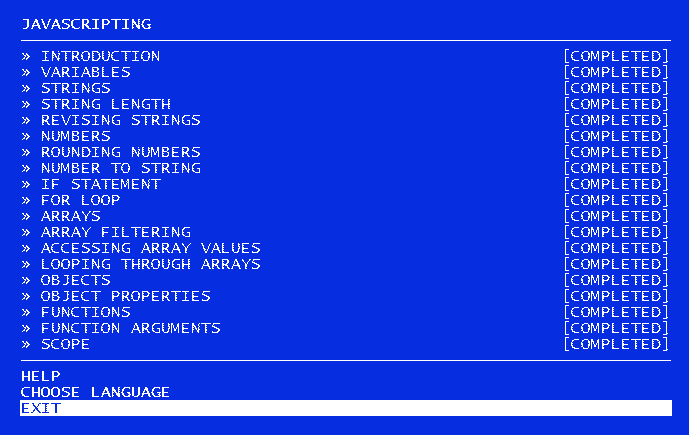 JAVASCRIPTING
» INTRODUCTION [COMPLETED]
» VARIABLES [COMPLETED]
» STRINGS [COMPLETED]
» STRING LENGTH [COMPLETED]
» REVISING STRINGS [COMPLETED]
» NUMBERS [COMPLETED]
» ROUNDING NUMBERS [COMPLETED]
» NUMBER TO STRING [COMPLETED]
» IF STATEMENT [COMPLETED]
» FOR LOOP [COMPLETED]
» ARRAYS [COMPLETED]
» ARRAY FILTERING [COMPLETED]
» ACCESSING ARRAY VALUES [COMPLETED]
» LOOPING THROUGH ARRAYS [COMPLETED]
» OBJECTS [COMPLETED]
» OBJECT PROPERTIES [COMPLETED]
» FUNCTIONS [COMPLETED]
» FUNCTION ARGUMENTS [COMPLETED]
» SCOPE [COMPLETED]
HELP
CHOOSE LANGUAGE
EXIT